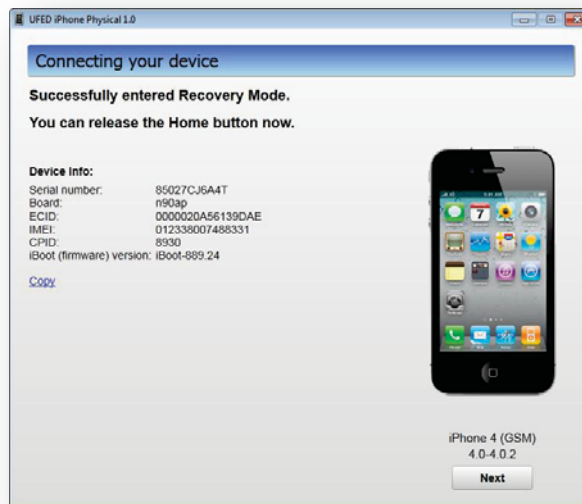 UFED iPhone Physical 1.0
Connecting your device
Successfully entered Recovery Mode.
You can release the Home button now.
Device Info:
Serial number: 85027CJ6A4T
Board: n90ap
ECID: 0000020A56139DAE
IMEI: 012338007488331
CPID: 8930
iBoot (firmware) version: iBoot-889.24
Copy
iPhone 4 (GSM)
4.0-4.0.2
Next